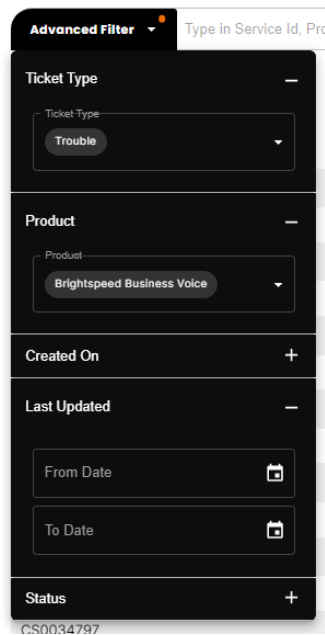 Advanced Filter
Type in Service Id, Pro
Ticket Type
Ticket Type
Trouble
Product
Product
Brightspeed Business Voice
Created On
Last Updated
From Date
To Date
Status
CS0034797